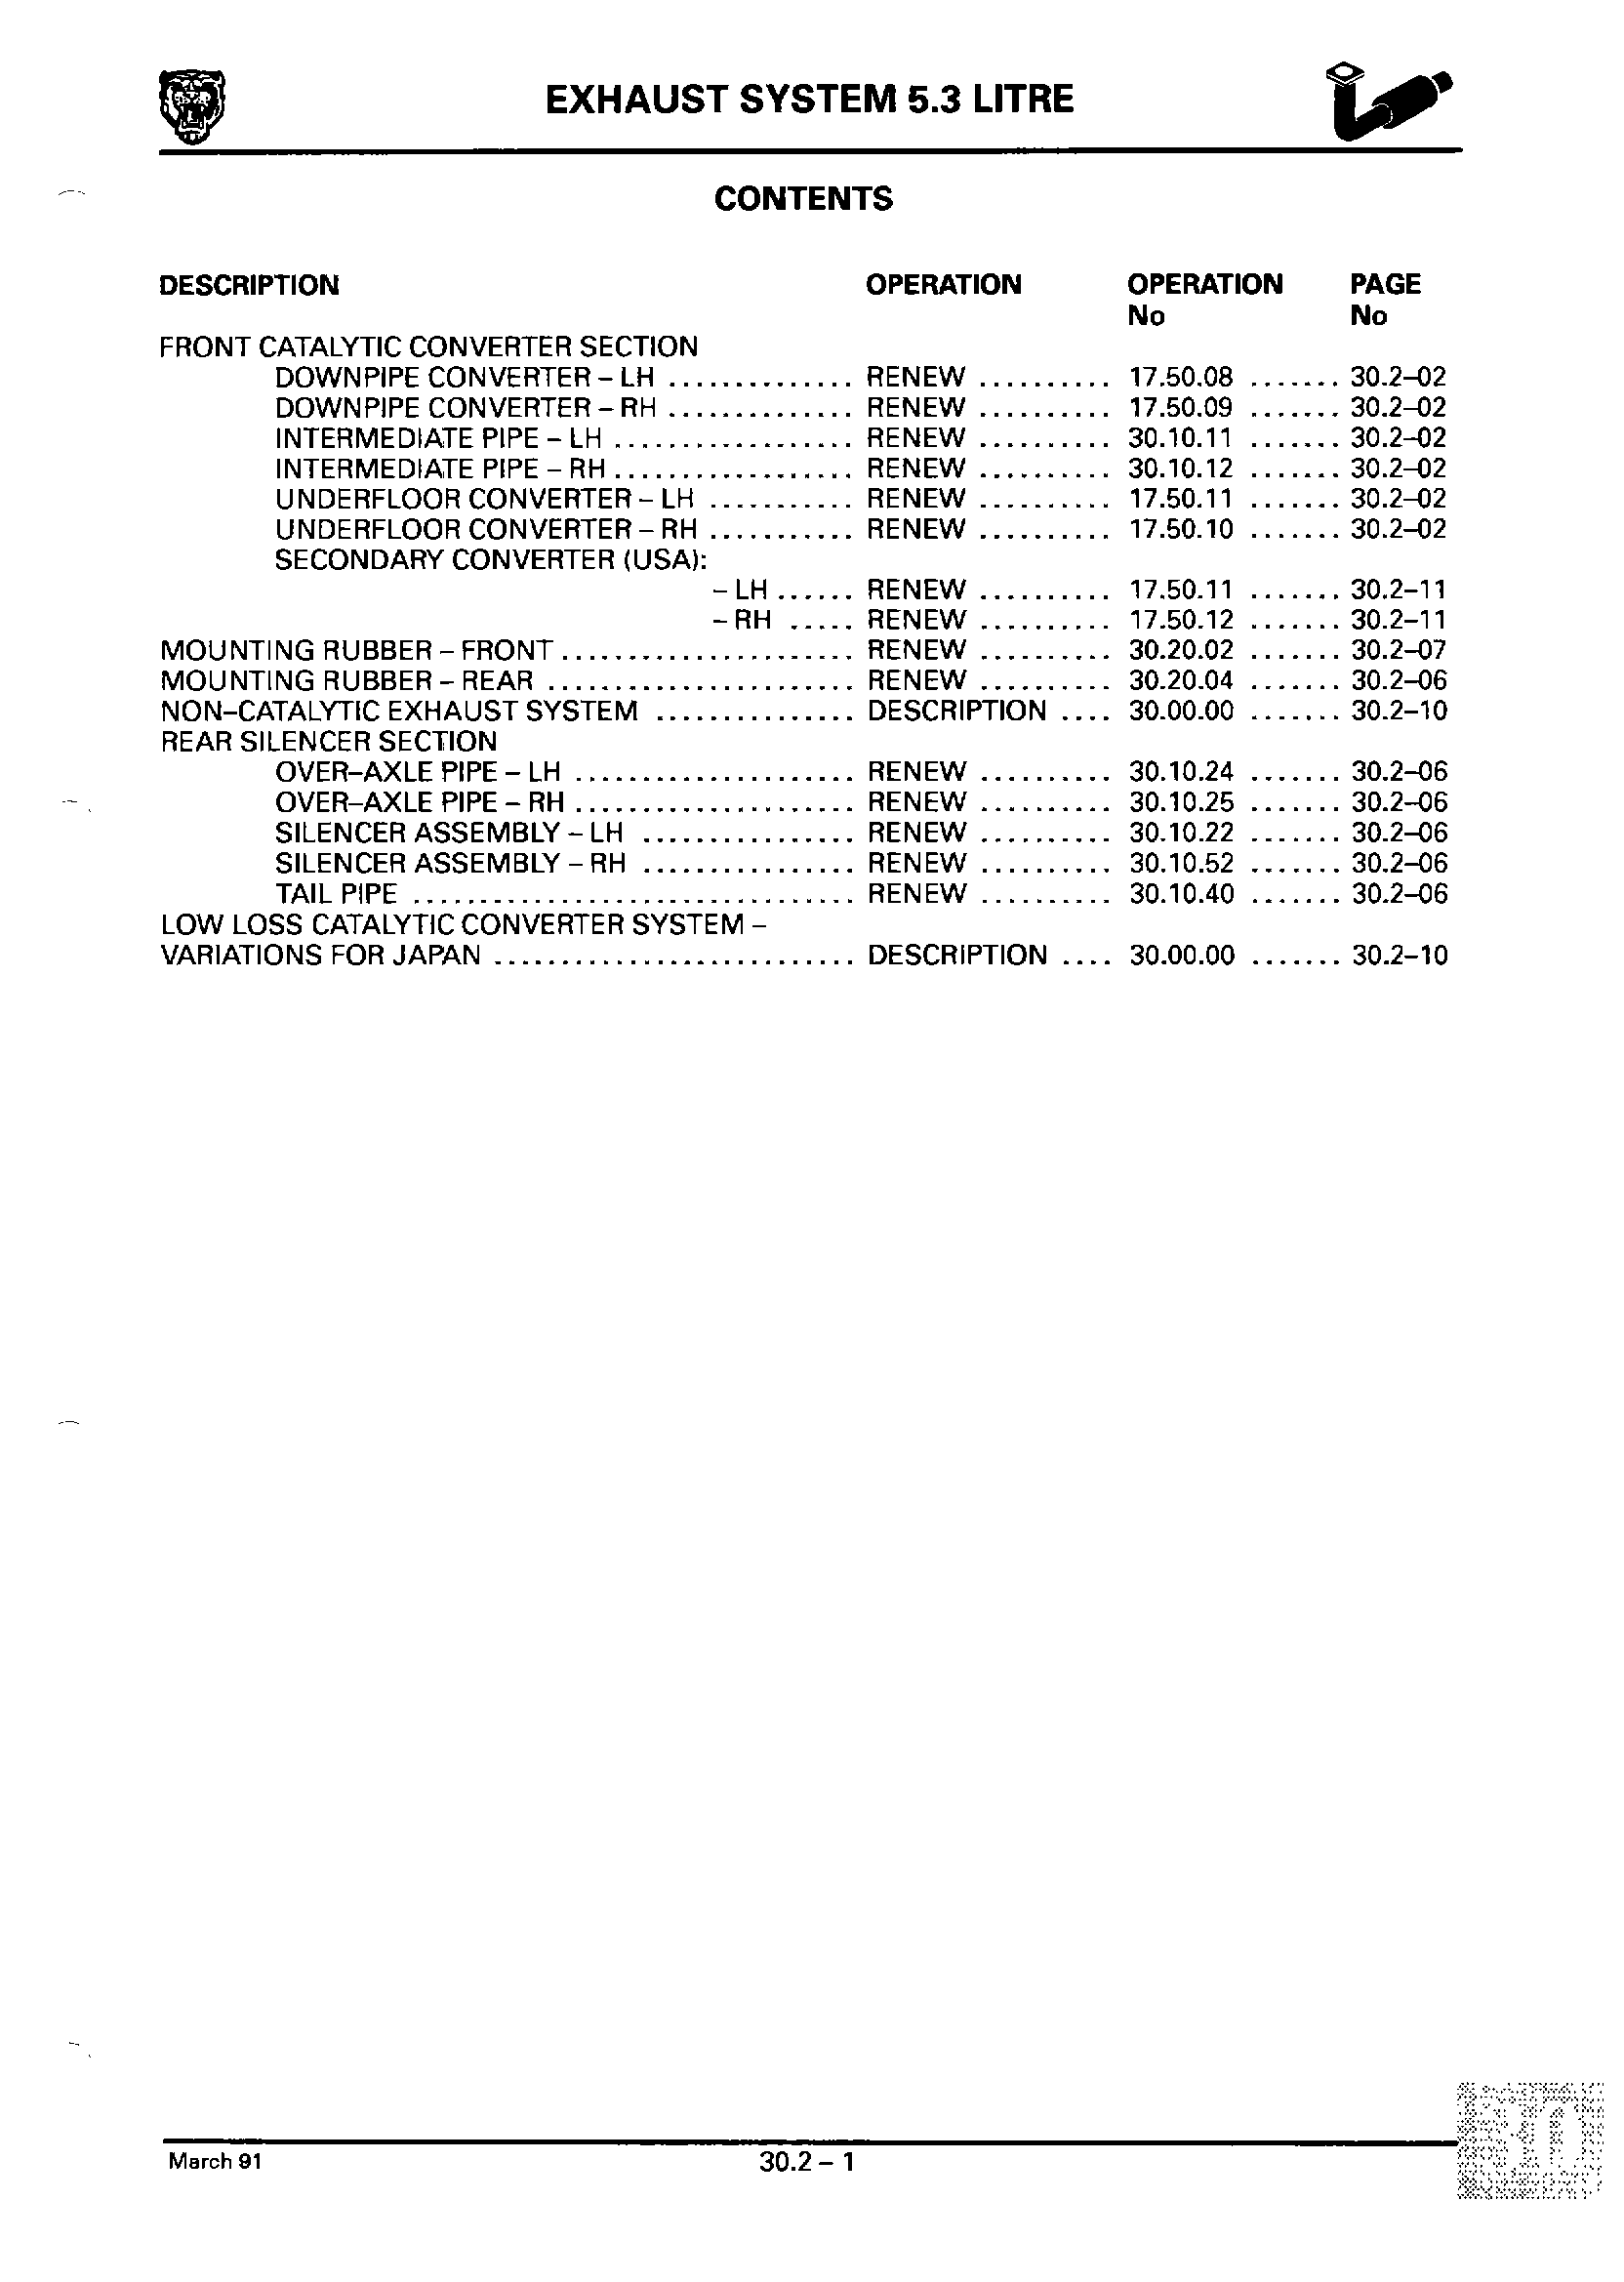 EXHAUST SYSTEM 5.3 LITRE
CONTENTS
DESCRIPTION OPERATION OPERATION PAGE
No No
FRONT CATALYTIC CONVERTER SECTION
DOWNPIPE CONVERTER – LH .............. RENEW .......... 17.50.08 ....... 30.2–02
DOWNPIPE CONVERTER – RH .............. RENEW .......... 17.50.09 ....... 30.2–02
INTERMEDIATE PIPE – LH .................. RENEW .......... 30.10.11 ....... 30.2–02
INTERMEDIATE PIPE – RH .................. RENEW .......... 30.10.12 ....... 30.2–02
UNDERFLOOR CONVERTER – LH ........... RENEW .......... 17.50.11 ....... 30.2–02
UNDERFLOOR CONVERTER – RH ........... RENEW .......... 17.50.10 ....... 30.2–02
SECONDARY CONVERTER (USA):
– LH ...... RENEW .......... 17.50.11 ....... 30.2–11
– RH ..... RENEW .......... 17.50.12 ....... 30.2–11
MOUNTING RUBBER – FRONT ...................... RENEW .......... 30.20.02 ....... 30.2–07
MOUNTING RUBBER – REAR ....................... RENEW .......... 30.20.04 ....... 30.2–06
NON–CATALYTIC EXHAUST SYSTEM ............... DESCRIPTION .... 30.00.00 ....... 30.2–10
REAR SILENCER SECTION
OVER–AXLE PIPE – LH ..................... RENEW .......... 30.10.24 ....... 30.2–06
OVER–AXLE PIPE – RH ..................... RENEW .......... 30.10.25 ....... 30.2–06
SILENCER ASSEMBLY – LH ................ RENEW .......... 30.10.22 ....... 30.2–06
SILENCER ASSEMBLY – RH ................ RENEW .......... 30.10.52 ....... 30.2–06
TAIL PIPE ................................. RENEW .......... 30.10.40 ....... 30.2–06
LOW LOSS CATALYTIC CONVERTER SYSTEM –
VARIATIONS FOR JAPAN ........................... DESCRIPTION .... 30.00.00 ....... 30.2–10
March 91 30.2 – 1